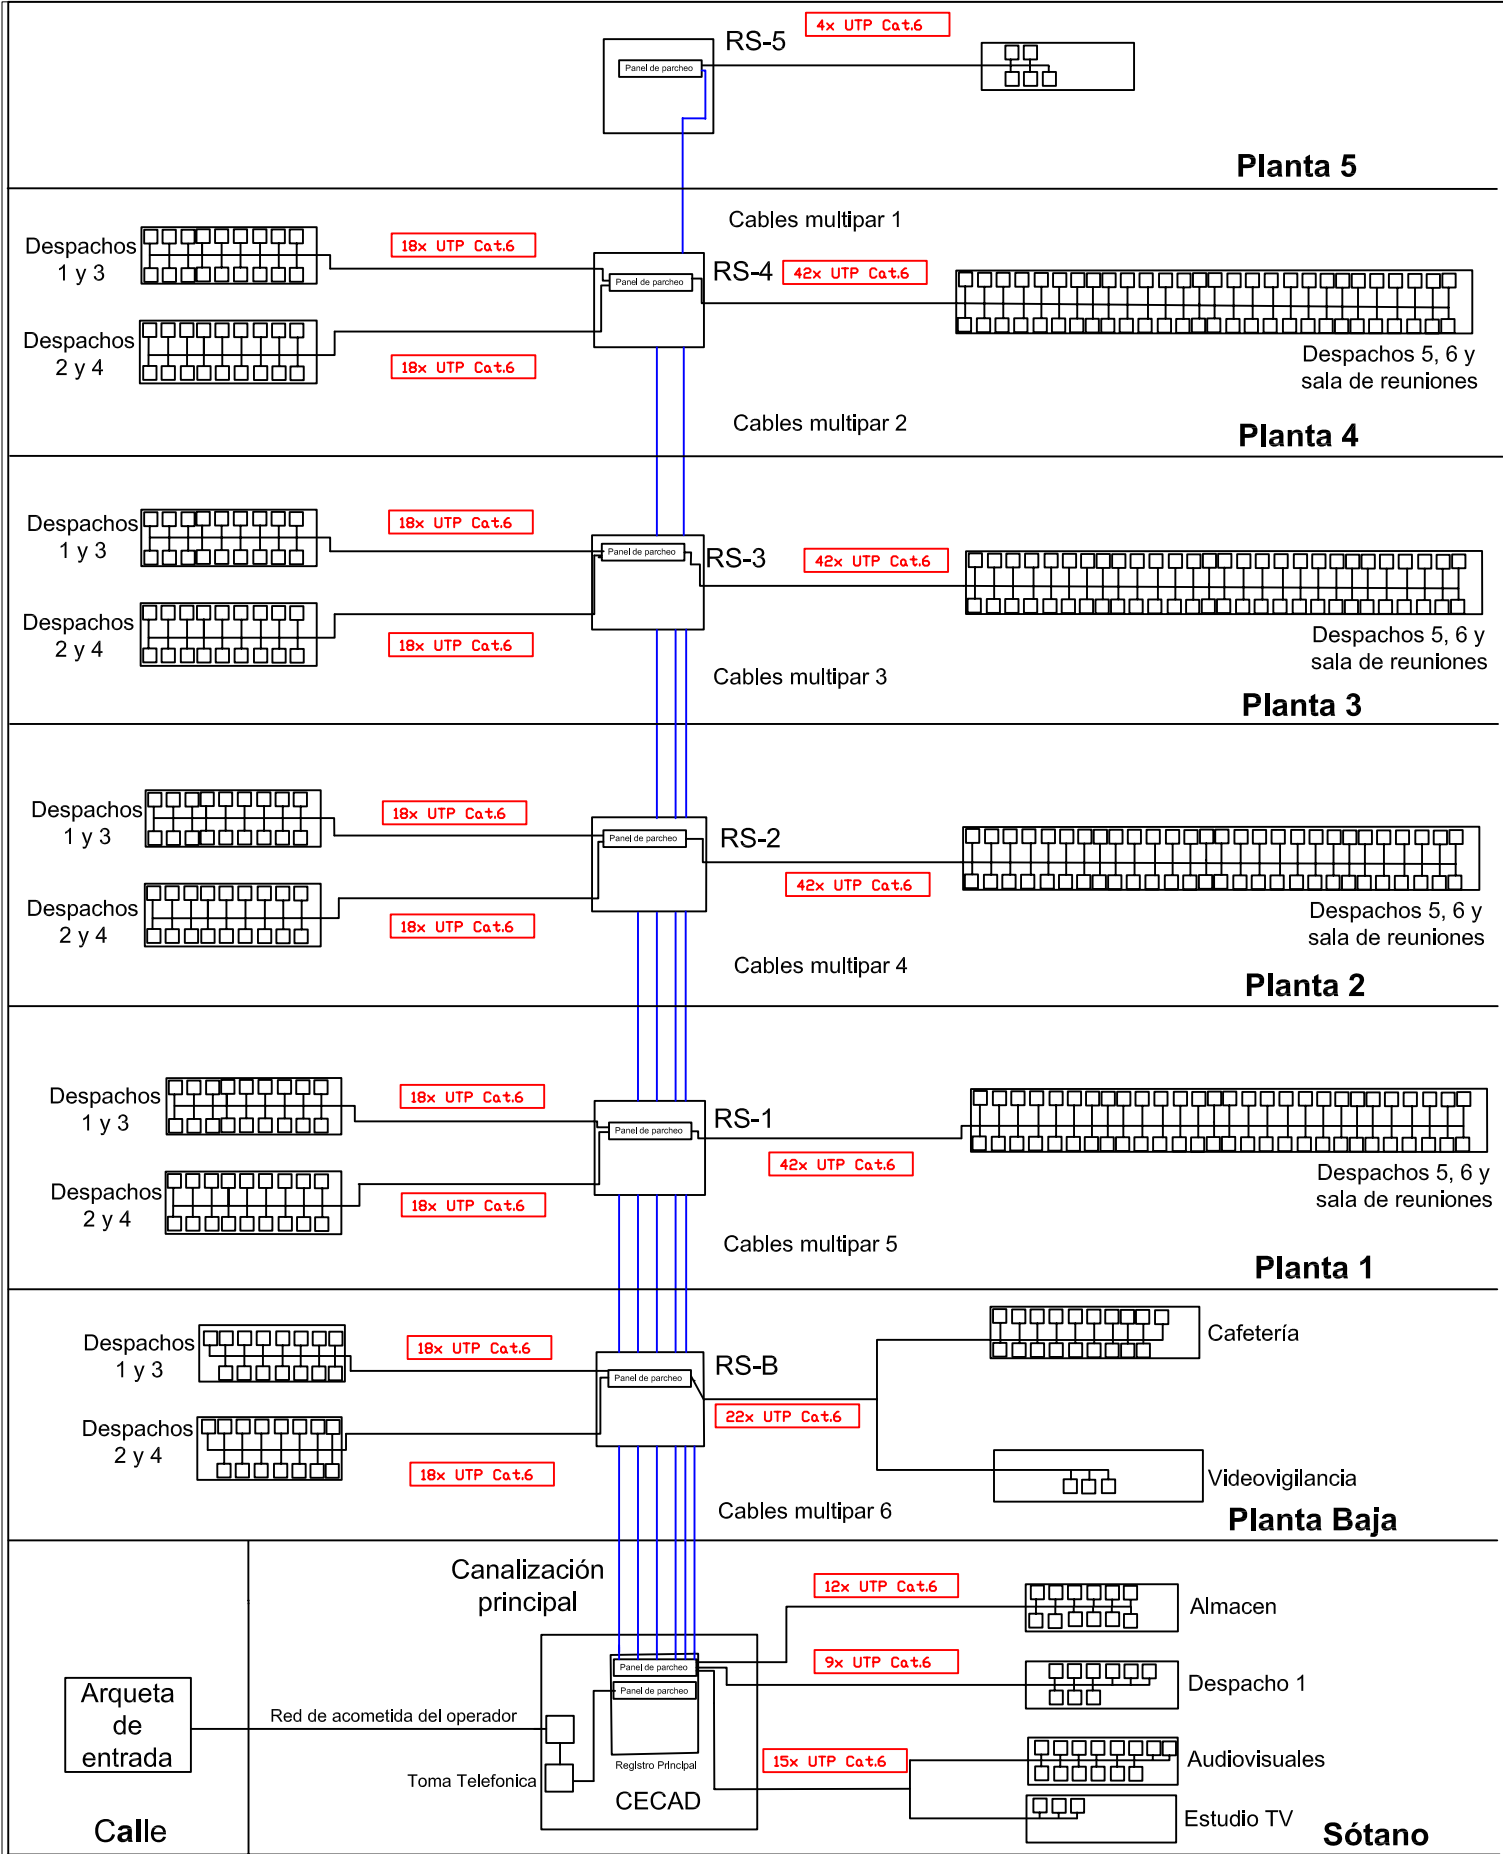 4x UTP Cat.6
RS-5
Panel de parcheo
Planta 5
Cables multipar 1
Despachos
1 y 3
18x UTP Cat.6
RS-4
42x UTP Cat.6
Panel de parcheo
Despachos
2 y 4
18x UTP Cat.6
Despachos 5, 6 y
sala de reuniones
Cables multipar 2
Planta 4
Despachos
1 y 3
18x UTP Cat.6
Panel de parcheo
RS-3
42x UTP Cat.6
Despachos
2 y 4
18x UTP Cat.6
Despachos 5, 6 y
sala de reuniones
Cables multipar 3
Planta 3
Despachos
1 y 3
18x UTP Cat.6
Panel de parcheo
RS-2
42x UTP Cat.6
Despachos
2 y 4
18x UTP Cat.6
Despachos 5, 6 y
sala de reuniones
Cables multipar 4
Planta 2
Despachos
1 y 3
18x UTP Cat.6
Panel de parcheo
RS-1
42x UTP Cat.6
Despachos
2 y 4
18x UTP Cat.6
Despachos 5, 6 y
sala de reuniones
Cables multipar 5
Planta 1
Despachos
1 y 3
18x UTP Cat.6
Panel de parcheo
RS-B
Cafetería
22x UTP Cat.6
Despachos
2 y 4
18x UTP Cat.6
Videovigilancia
Cables multipar 6
Planta Baja
Canalización
principal
12x UTP Cat.6
Almacen
Panel de parcheo
9x UTP Cat.6
Despacho 1
Panel de parcheo
Arqueta
de
entrada
Red de acometida del operador
Registro Principal
15x UTP Cat.6
Audiovisuales
Toma Telefonica
CECAD
Estudio TV
Calle
Sótano